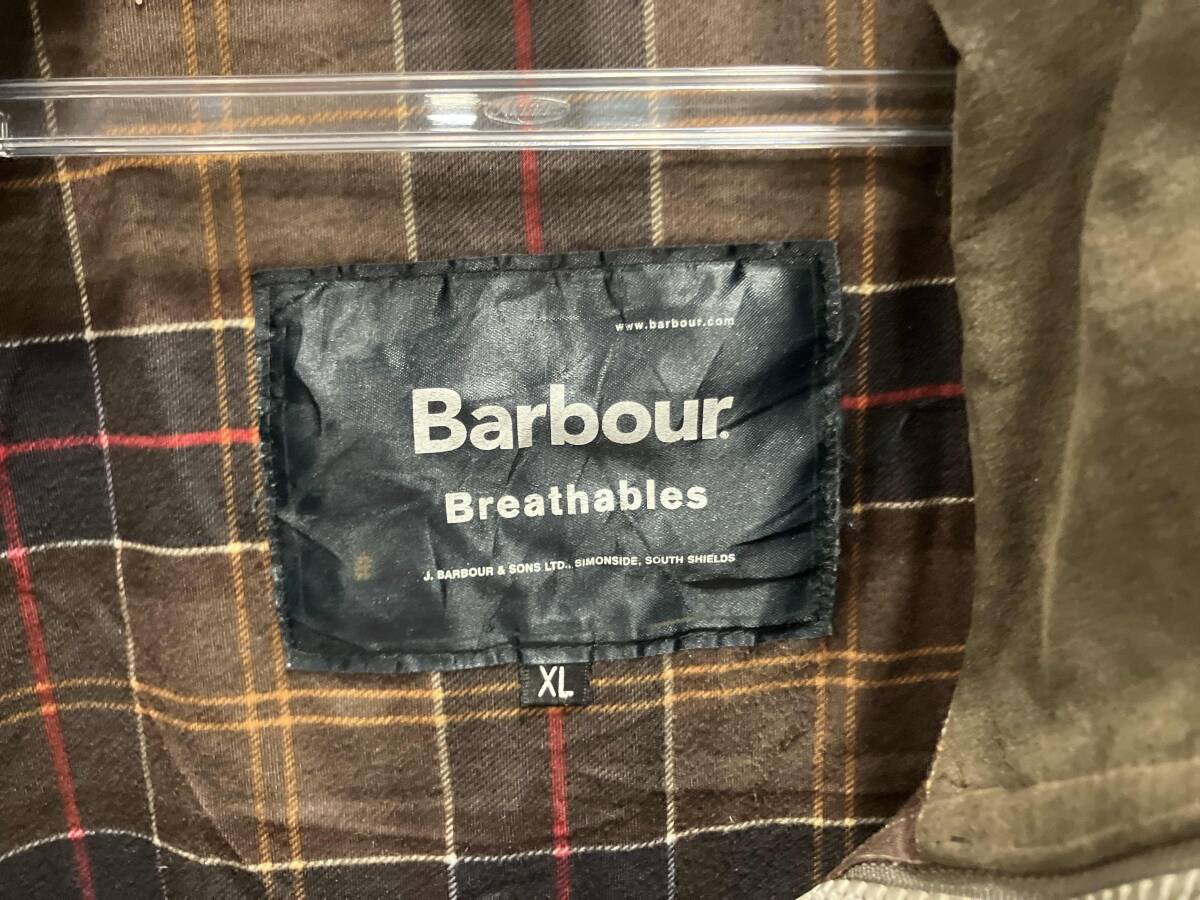 www.barbour.com
Barbour.
Breathables
J. BARBOUR & SONS LTD., SIMONSIDE, SOUTH SHIELDS
XL